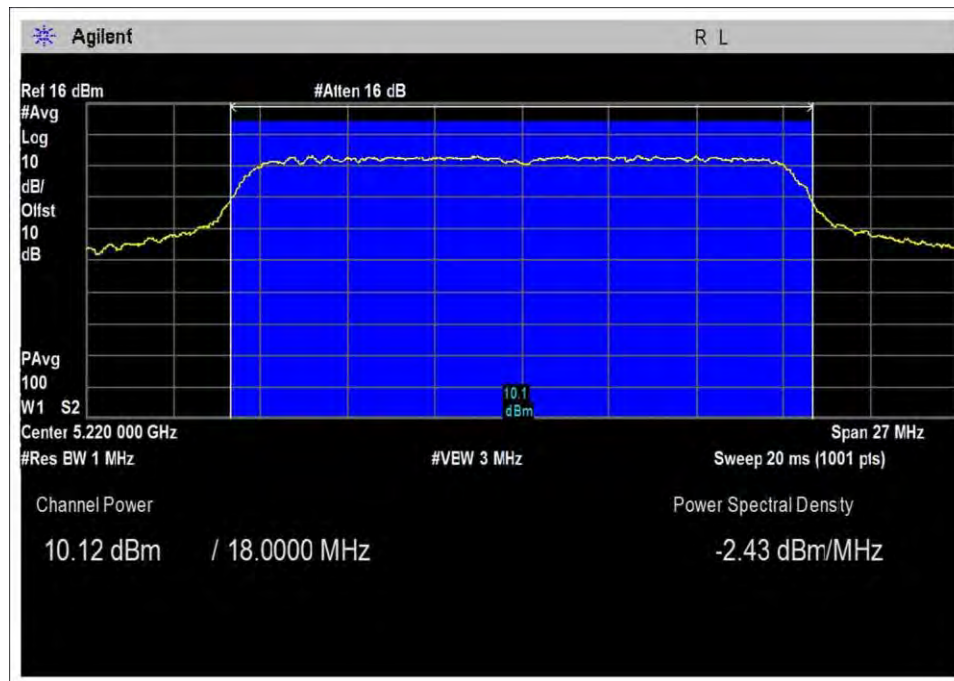 Agilent R L
Ref 16 dBm #Atten 16 dB
#Avg
Log
10
dB/
Offst
10
dB
PAvg
100
W1 S2
10.1
dBm
Center 5.220 000 GHz Span 27 MHz
#Res BW 1 MHz #VBW 3 MHz Sweep 20 ms (1001 pts)
Channel Power Power Spectral Density
10.12 dBm / 18.0000 MHz -2.43 dBm/MHz